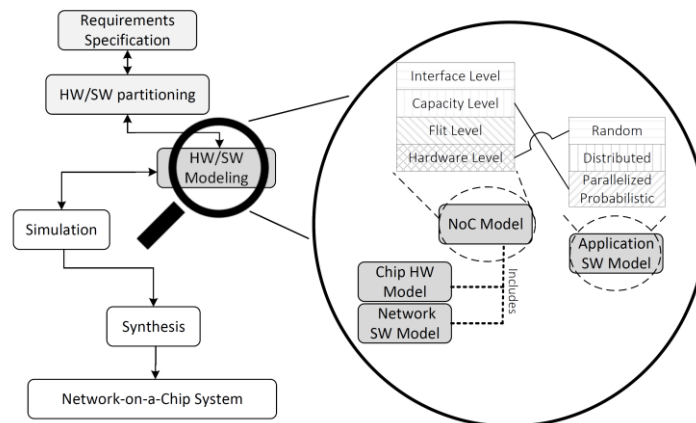 Requirements
Specification
HW/SW partitioning
HW/SW
Modeling
Simulation
Synthesis
Network-on-a-Chip System
Interface Level
Capacity Level
Flit Level
Hardware Level
Random
Distributed
Parallelized
Probabilistic
NoC Model
Application
SW Model
Chip HW
Model
Network
SW Model
Includes